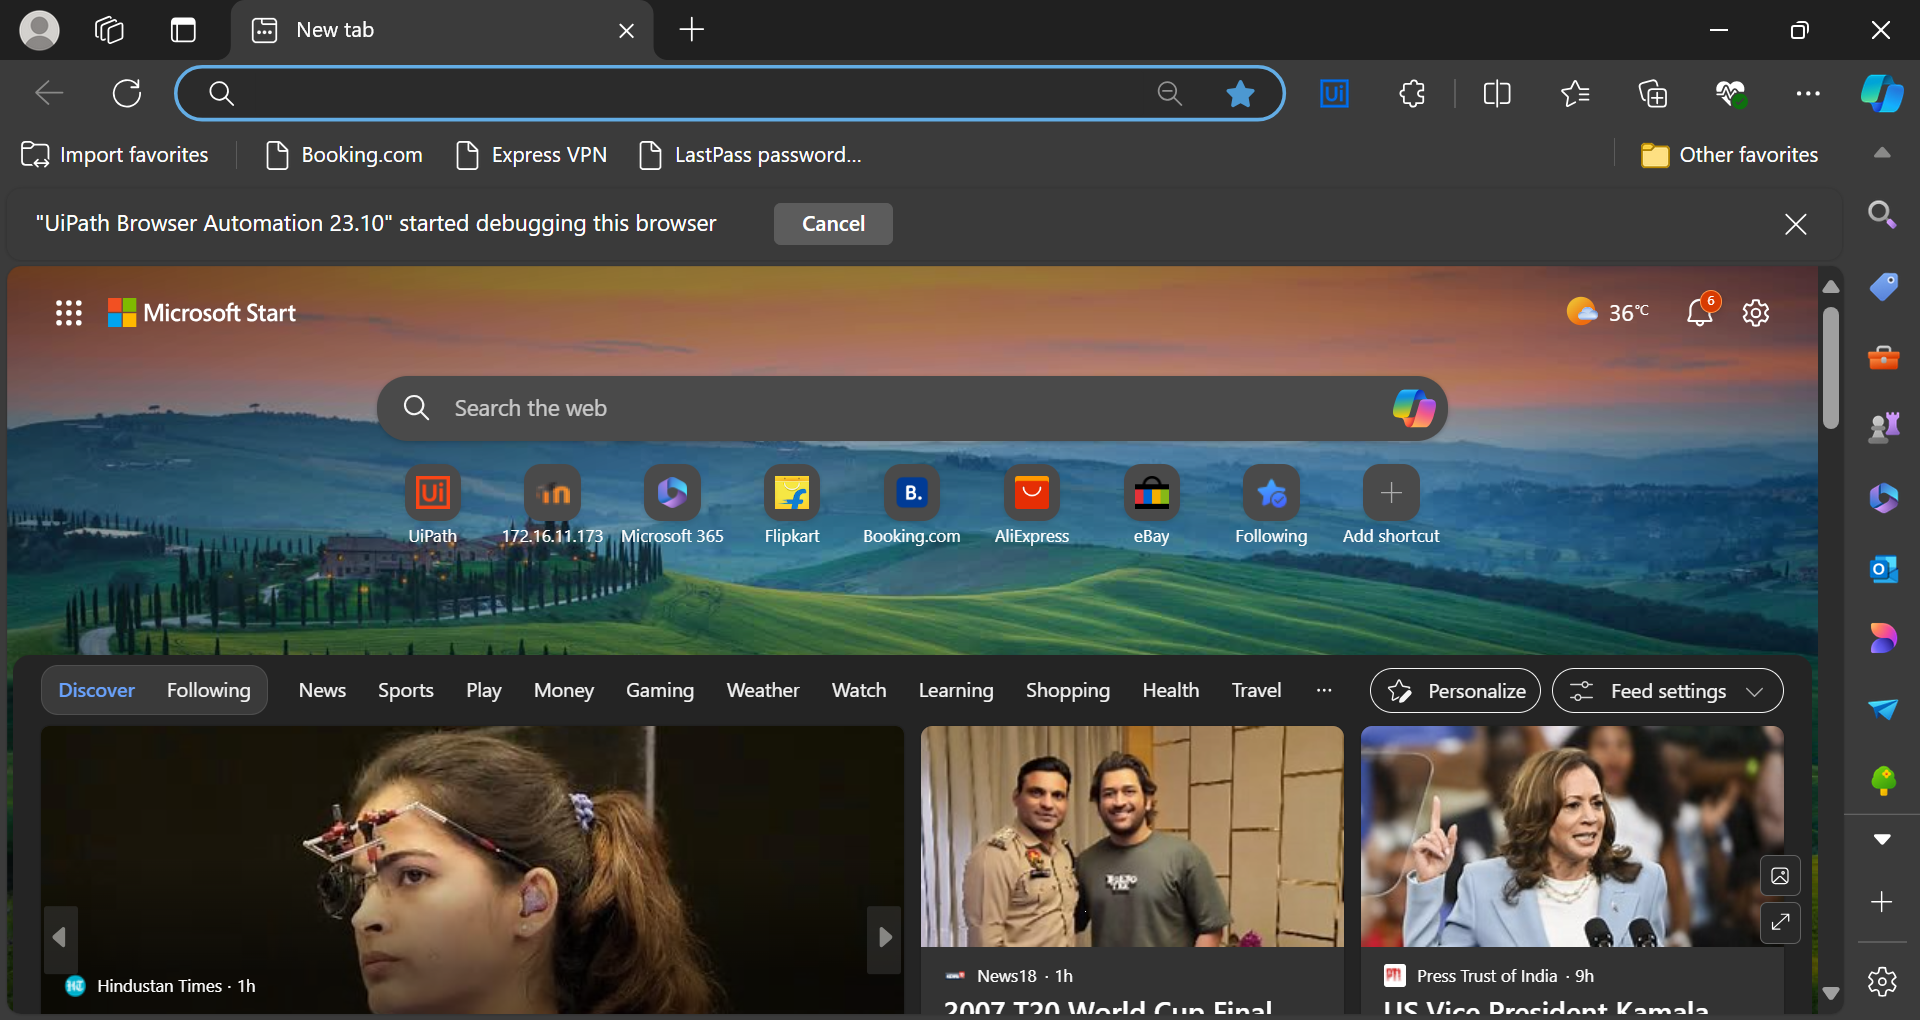 New tab
Import favorites
Booking.com
Express VPN
LastPass password...
Other favorites
"UiPath Browser Automation 23.10" started debugging this browser
Cancel
Microsoft Start
36°C
6
Search the web
UiPath
172.16.11.173
Microsoft 365
Flipkart
Booking.com
AliExpress
eBay
Following
Add shortcut
Discover
Following
News
Sports
Play
Money
Gaming
Weather
Watch
Learning
Shopping
Health
Travel
Personalize
Feed settings
Hindustan Times · 1h
News18 · 1h
2007 T20 World Cup Final
Press Trust of India · 9h
US Vice President Kamala